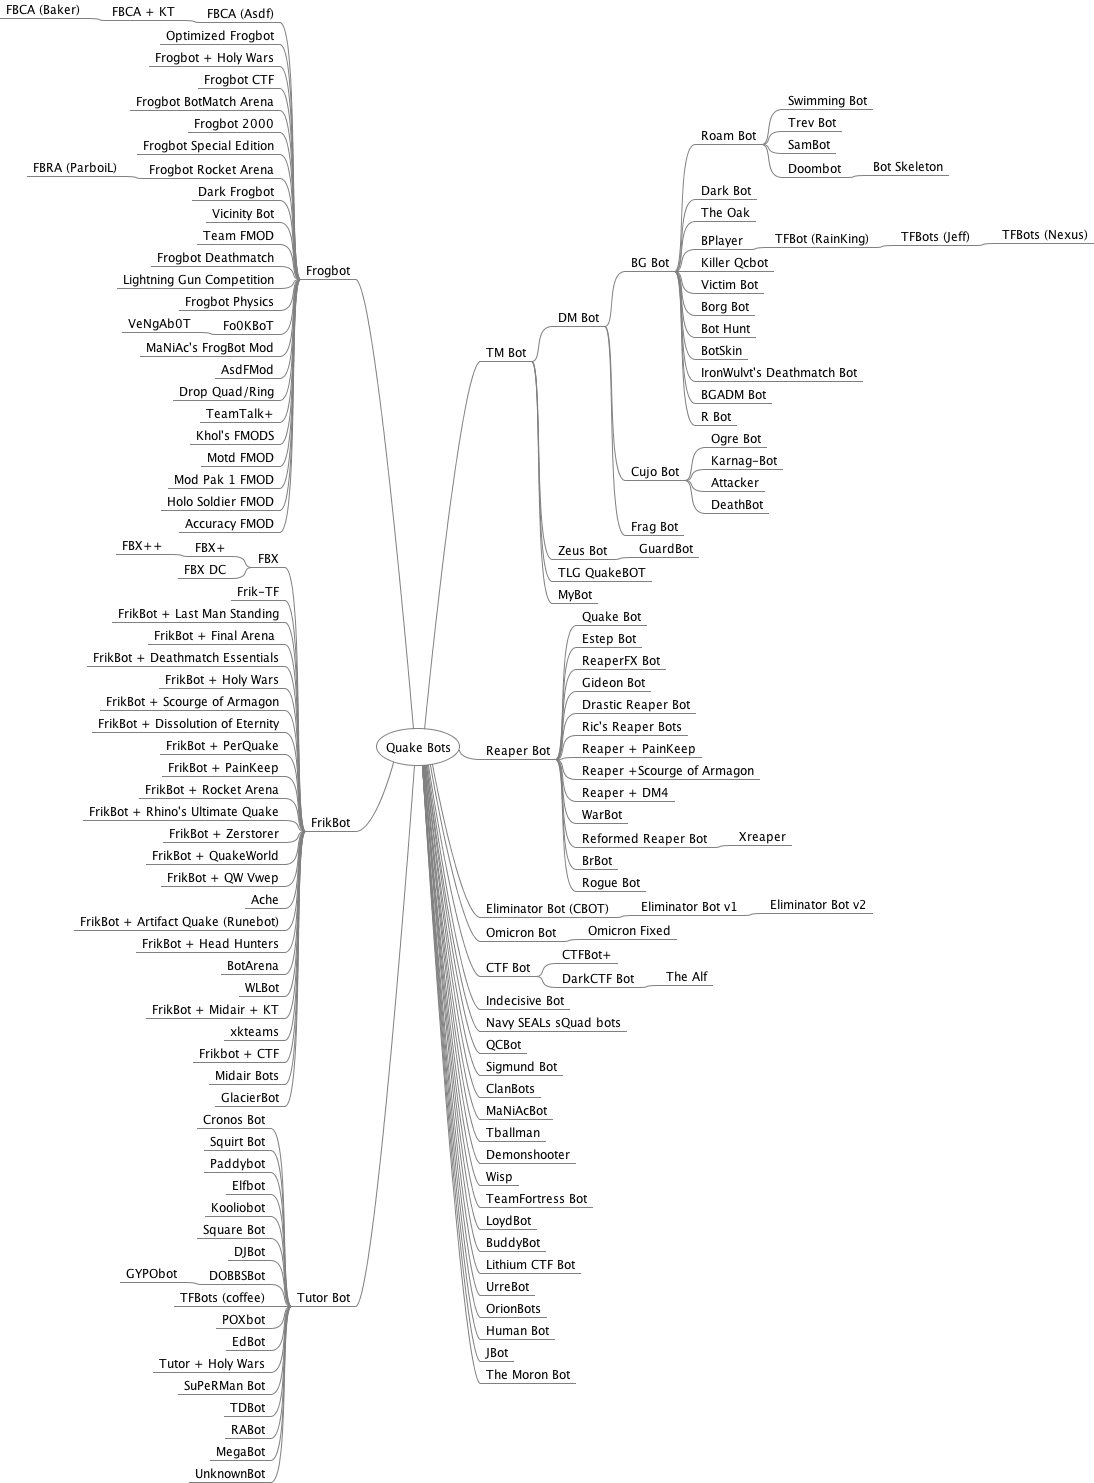 Quake Bots
Frogbot
FBCA (Asdf)
FBCA + KT
FBCA (Baker)
Optimized Frogbot
Frogbot + Holy Wars
Frogbot CTF
Frogbot BotMatch Arena
Frogbot 2000
Frogbot Special Edition
Frogbot Rocket Arena
FBRA (ParboiL)
Dark Frogbot
Vicinity Bot
Team FMOD
Frogbot Deathmatch
Lightning Gun Competition
Frogbot Physics
Fo0KBoT
VeNgAb0T
MaNiAc's FrogBot Mod
AsdFMod
Drop Quad/Ring
TeamTalk+
Khol's FMODS
Motd FMOD
Mod Pak 1 FMOD
Holo Soldier FMOD
Accuracy FMOD
FrikBot
FBX
FBX+
FBX++
FBX DC
Frik-TF
FrikBot + Last Man Standing
FrikBot + Final Arena
FrikBot + Deathmatch Essentials
FrikBot + Holy Wars
FrikBot + Scourge of Armagon
FrikBot + Dissolution of Eternity
FrikBot + PerQuake
FrikBot + PainKeep
FrikBot + Rocket Arena
FrikBot + Rhino's Ultimate Quake
FrikBot + Zerstorer
FrikBot + QuakeWorld
FrikBot + QW Vwep
Ache
FrikBot + Artifact Quake (Runebot)
FrikBot + Head Hunters
BotArena
WLBot
FrikBot + Midair + KT
xkteams
Frikbot + CTF
Midair Bots
GlacierBot
Tutor Bot
Cronos Bot
Squirt Bot
Paddybot
Elfbot
Kooliobot
Square Bot
DJBot
DOBBSBot
GYPObot
TFBots (coffee)
POXbot
EdBot
Tutor + Holy Wars
SuPeRMan Bot
TDBot
RABot
MegaBot
UnknownBot
TM Bot
DM Bot
BG Bot
Roam Bot
Swimming Bot
Trev Bot
SamBot
Doombot
Bot Skeleton
Dark Bot
The Oak
BPlayer
TFBot (RainKing)
TFBots (Jeff)
TFBots (Nexus)
Killer Qcbot
Victim Bot
Borg Bot
Bot Hunt
BotSkin
IronWulvt's Deathmatch Bot
BGADM Bot
R Bot
Cujo Bot
Ogre Bot
Karnag-Bot
Attacker
DeathBot
Frag Bot
Zeus Bot
GuardBot
TLG QuakeBOT
MyBot
Reaper Bot
Quake Bot
Estep Bot
ReaperFX Bot
Gideon Bot
Drastic Reaper Bot
Ric's Reaper Bots
Reaper + PainKeep
Reaper +Scourge of Armagon
Reaper + DM4
WarBot
Reformed Reaper Bot
Xreaper
BrBot
Rogue Bot
Eliminator Bot (CBOT)
Eliminator Bot v1
Eliminator Bot v2
Omicron Bot
Omicron Fixed
CTF Bot
CTFBot+
DarkCTF Bot
The Alf
Indecisive Bot
Navy SEALs sQuad bots
QCBot
Sigmund Bot
ClanBots
MaNiAcBot
Tballman
Demonshooter
Wisp
TeamFortress Bot
LoydBot
BuddyBot
Lithium CTF Bot
UrreBot
OrionBots
Human Bot
JBot
The Moron Bot